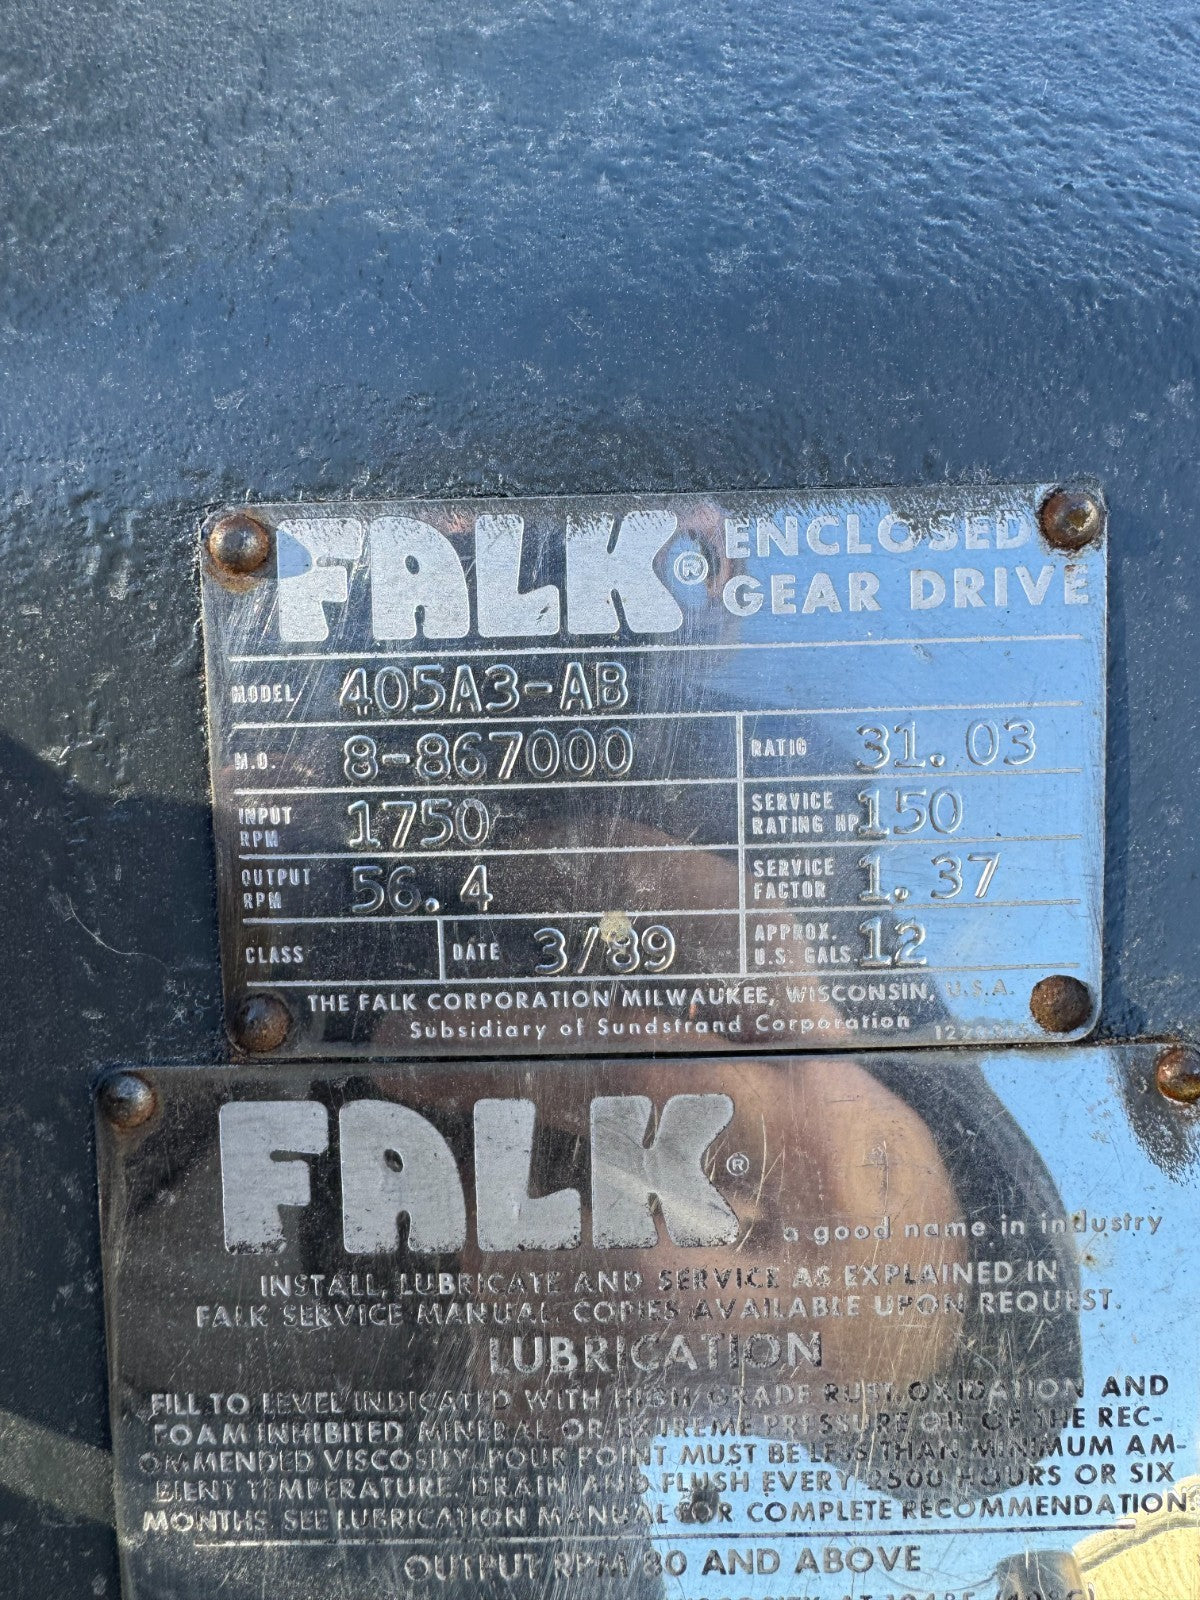 FALK® ENCLOSED
GEAR DRIVE
MODEL 405A3-AB
M.O. 8-867000 RATIO 31.03
INPUT RPM 1750 SERVICE RATING HP 150
OUTPUT RPM 56.4 SERVICE FACTOR 1.37
CLASS DATE 3/89 APPROX. U.S. GALS. 12
THE FALK CORPORATION MILWAUKEE, WISCONSIN, U.S.A.
Subsidiary of Sundstrand Corporation
FALK®
a good name in industry
INSTALL, LUBRICATE AND SERVICE AS EXPLAINED IN
FALK SERVICE MANUAL. COPIES AVAILABLE UPON REQUEST.
LUBRICATION
FILL TO LEVEL INDICATED WITH HIGH GRADE RUST, OXIDATION AND
FOAM INHIBITED MINERAL OR EXTREME PRESSURE OIL OF THE REC-
OMMENDED VISCOSITY. POUR POINT MUST BE LESS THAN MINIMUM AM-
BIENT TEMPERATURE. DRAIN AND FLUSH EVERY 2500 HOURS OR SIX
MONTHS. SEE LUBRICATION MANUAL FOR COMPLETE RECOMMENDATION
OUTPUT RPM 80 AND ABOVE